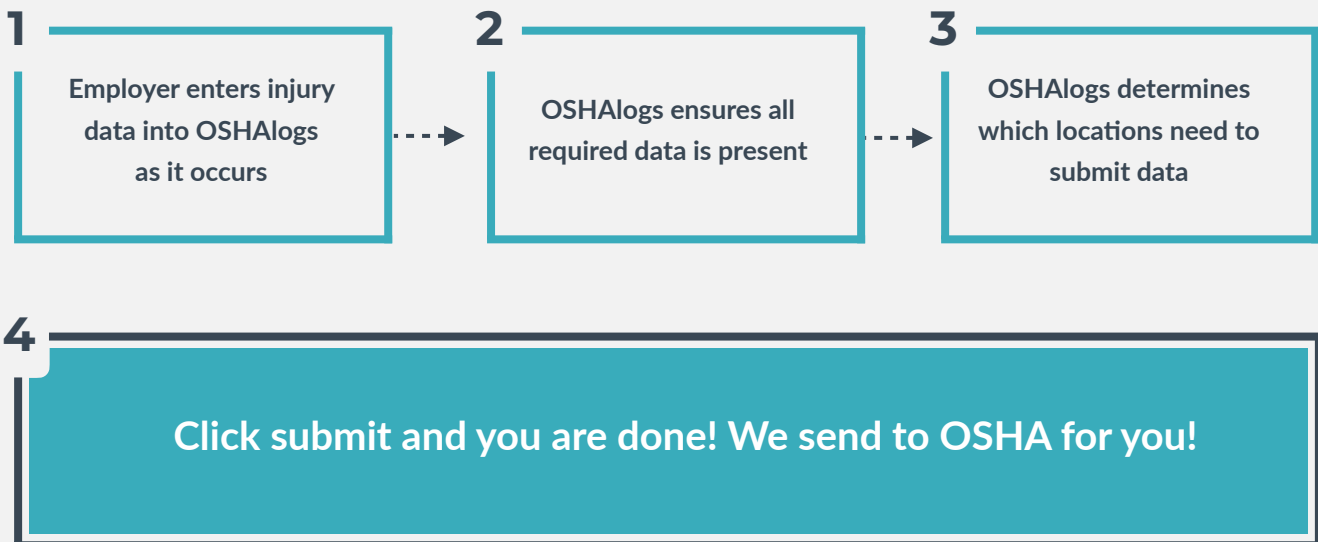 1
Employer enters injury
data into OSHAlogs
as it occurs
2
OSHAlogs ensures all
required data is present
3
OSHAlogs determines
which locations need to
submit data
4
Click submit and you are done! We send to OSHA for you!